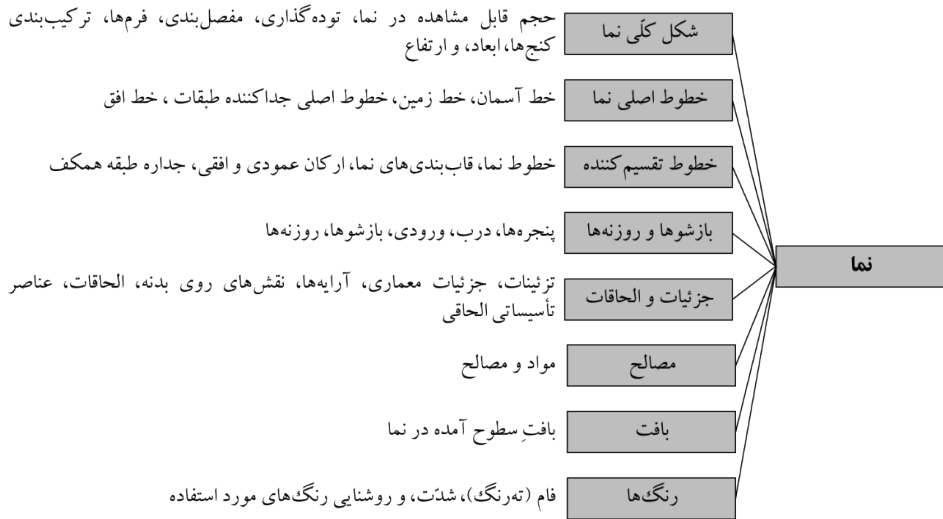 نما
شکل کلّی نما
حجم قابل مشاهده در نما، توده‌گذاری، مفصل‌بندی، فرم‌ها، ترکیب‌بندی
کنج‌ها، ابعاد، و ارتفاع
خطوط اصلی نما
خط آسمان، خط زمین، خطوط اصلی جداکننده طبقات ، خط افق
خطوط تقسیم‌کننده
خطوط نما، قاب‌بندی‌های نما، ارکان عمودی و افقی، جداره طبقه همکف
بازشوها و روزنه‌ها
پنجره‌ها، درب، ورودی، بازشوها، روزنه‌ها
جزئیات و الحاقات
تزئینات، جزئیات معماری، آرایه‌ها، نقش‌های روی بدنه، الحاقات، عناصر
تأسیساتی الحاقی
مصالح
مواد و مصالح
بافت
بافتِ سطوح آمده در نما
رنگ‌ها
فام (ته‌رنگ)، شدّت، و روشنایی رنگ‌های مورد استفاده